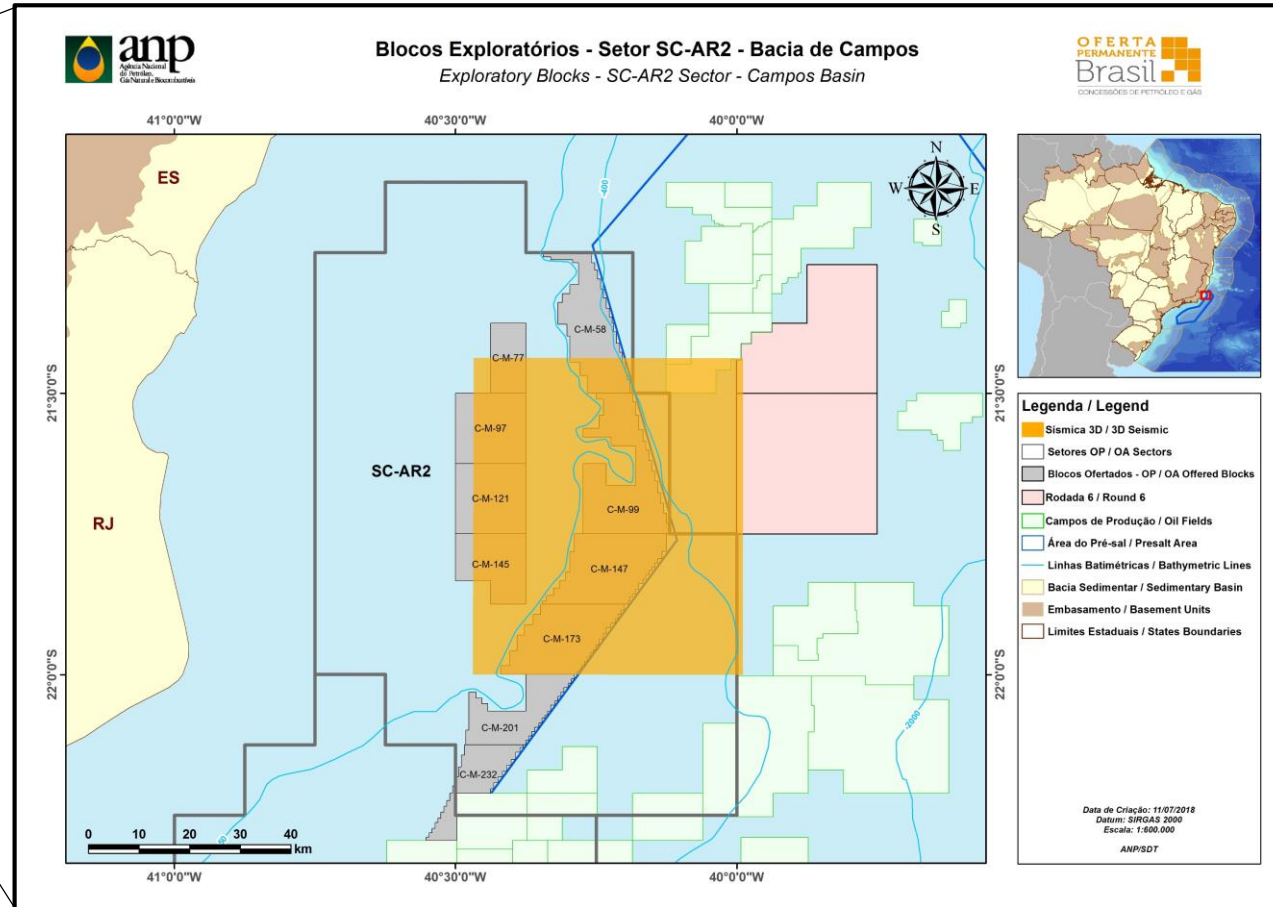 anp
Agência Nacional
do Petróleo,
Gás Natural e Biocombustíveis
Blocos Exploratórios - Setor SC-AR2 - Bacia de Campos
Exploratory Blocks - SC-AR2 Sector - Campos Basin
OFERTA
PERMANENTE
Brasil
CONCESSÕES DE PETRÓLEO E GÁS
41°0'0"W
40°30'0"W
40°0'0"W
ES
N
W
E
S
-400
C-M-58
C-M-77
21°30'0"S
21°30'0"S
C-M-97
SC-AR2
C-M-121
C-M-99
RJ
C-M-145
C-M-147
C-M-173
22°0'0"S
22°0'0"S
-2000
C-M-201
C-M-232
0 10 20 30 40
km
41°0'0"W
40°30'0"W
40°0'0"W
Legenda / Legend
Sísmica 3D / 3D Seismic
Setores OP / OA Sectors
Blocos Ofertados - OP / OA Offered Blocks
Rodada 6 / Round 6
Campos de Produção / Oil Fields
Área do Pré-sal / Presalt Area
Linhas Batimétricas / Bathymetric Lines
Bacia Sedimentar / Sedimentary Basin
Embasamento / Basement Units
Limites Estaduais / States Boundaries
Data de Criação: 11/07/2018
Datum: SIRGAS 2000
Escala: 1:600.000
ANP/SDT